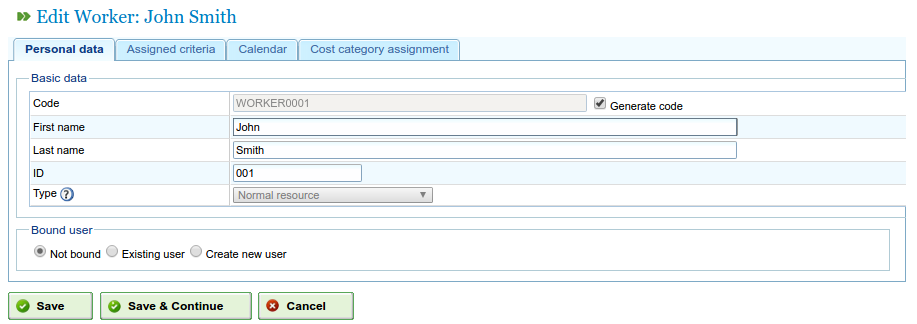 Edit Worker: John Smith
Personal data Assigned criteria Calendar Cost category assignment
Basic data
Code WORKER0001 Generate code
First name John
Last name Smith
ID 001
Type ? Normal resource
Bound user
Not bound Existing user Create new user
Save Save & Continue Cancel